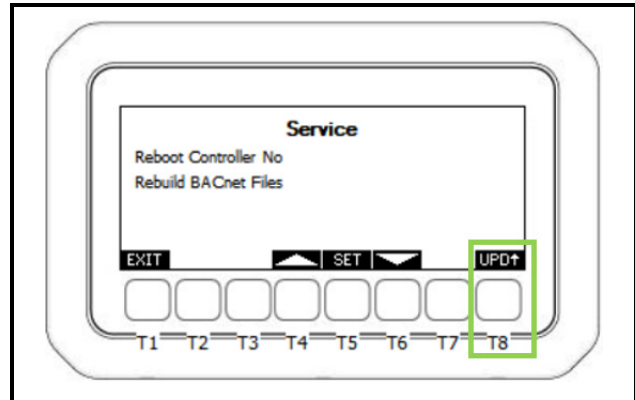 Service
Reboot Controller No
Rebuild BACnet Files
EXIT SET UPD↑
T1 T2 T3 T4 T5 T6 T7 T8